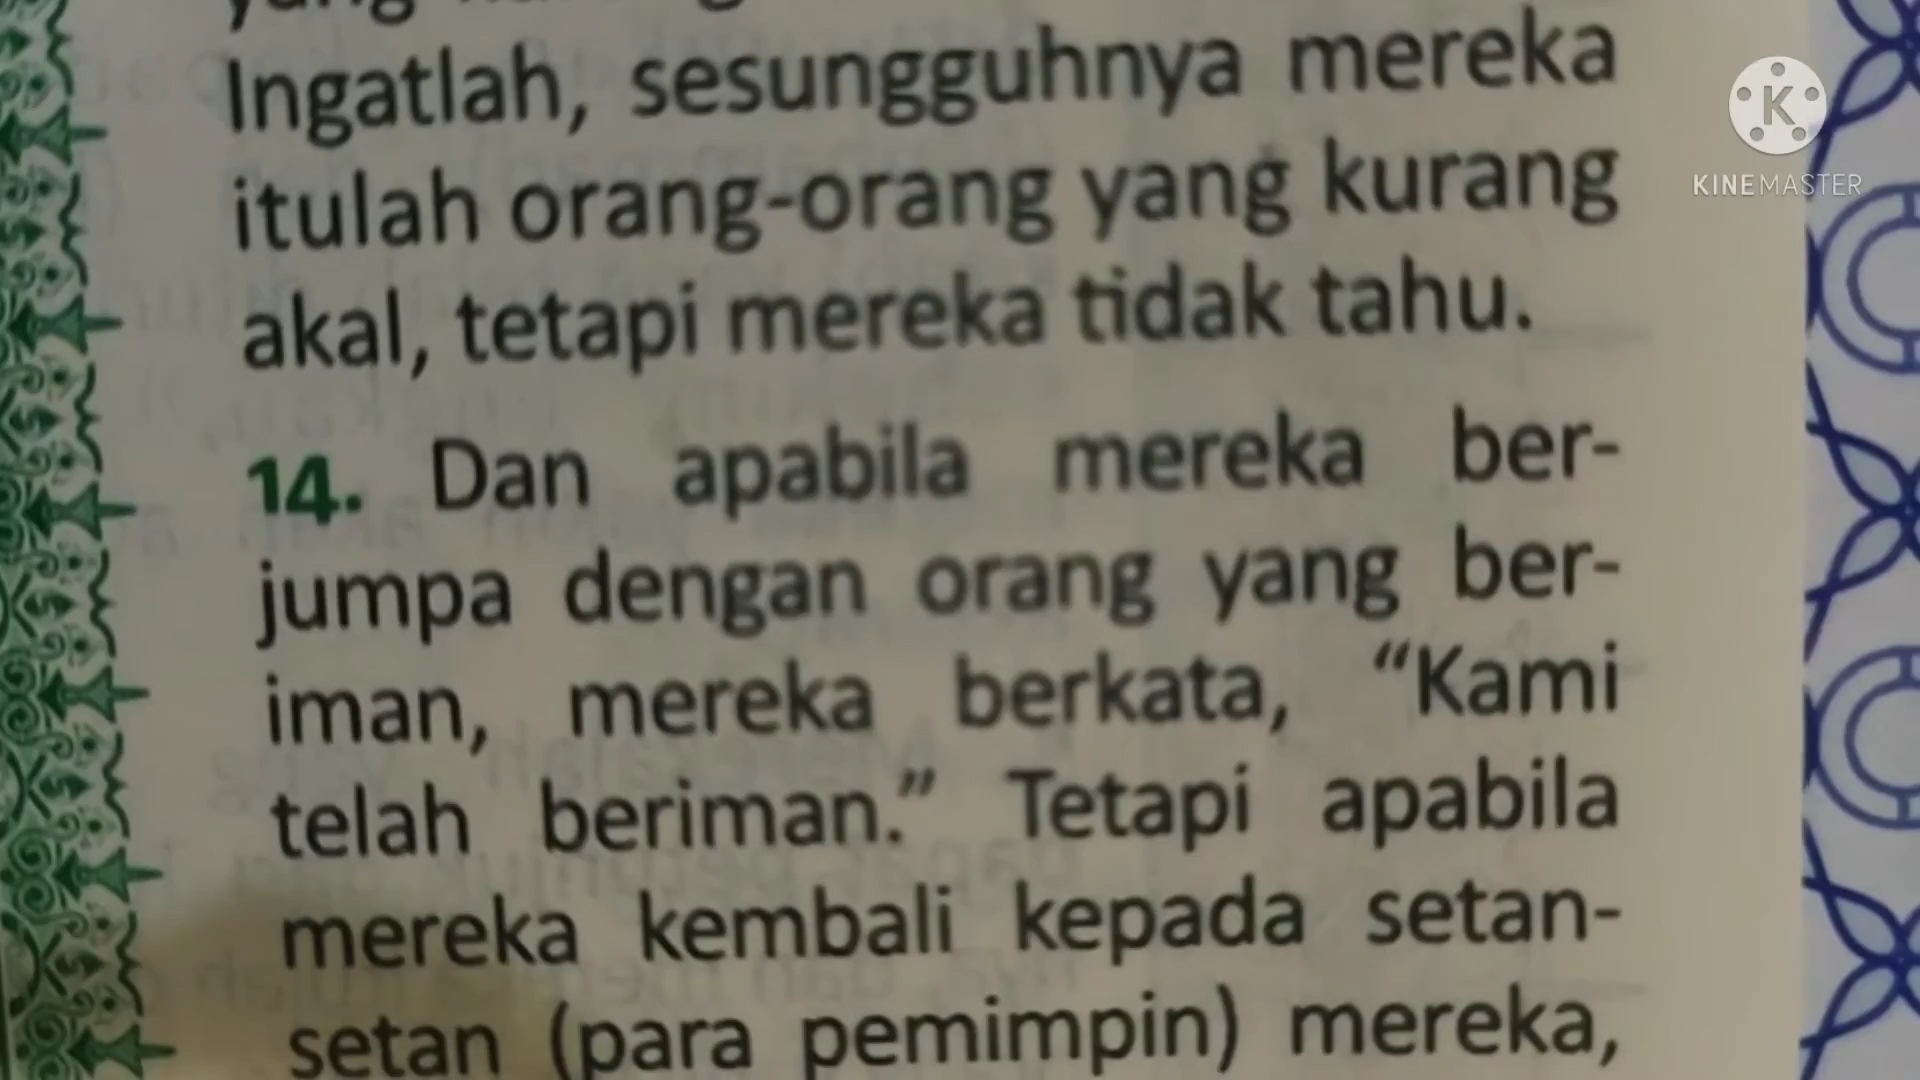 yang
Ingatlah, sesungguhnya mereka
itulah orang-orang yang kurang
akal, tetapi mereka tidak tahu.
14. Dan apabila mereka ber-
jumpa dengan orang yang ber-
iman, mereka berkata, “Kami
telah beriman.” Tetapi apabila
mereka kembali kepada setan-
setan (para pemimpin) mereka,
K
KINEMASTER